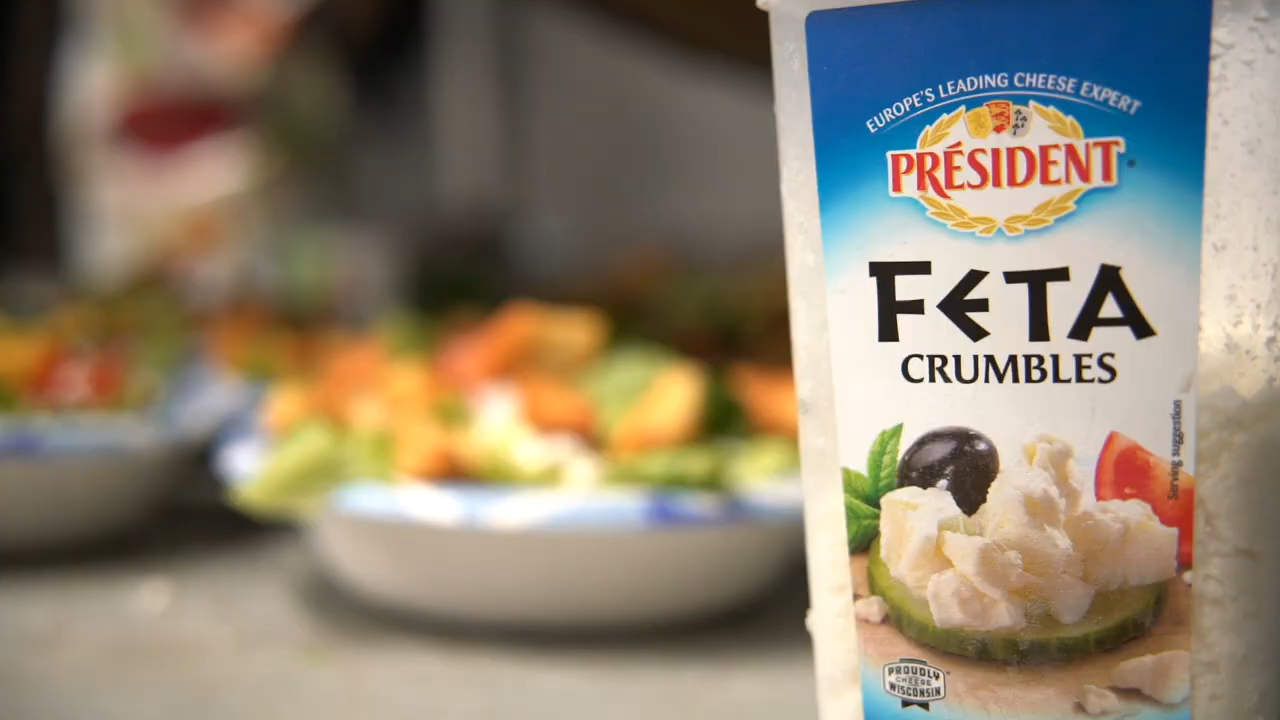 EUROPE'S LEADING CHEESE EXPERT
PRÉSIDENT
FETA
CRUMBLES
Serving suggestion
PROUDLY
CHEESE
WISCONSIN